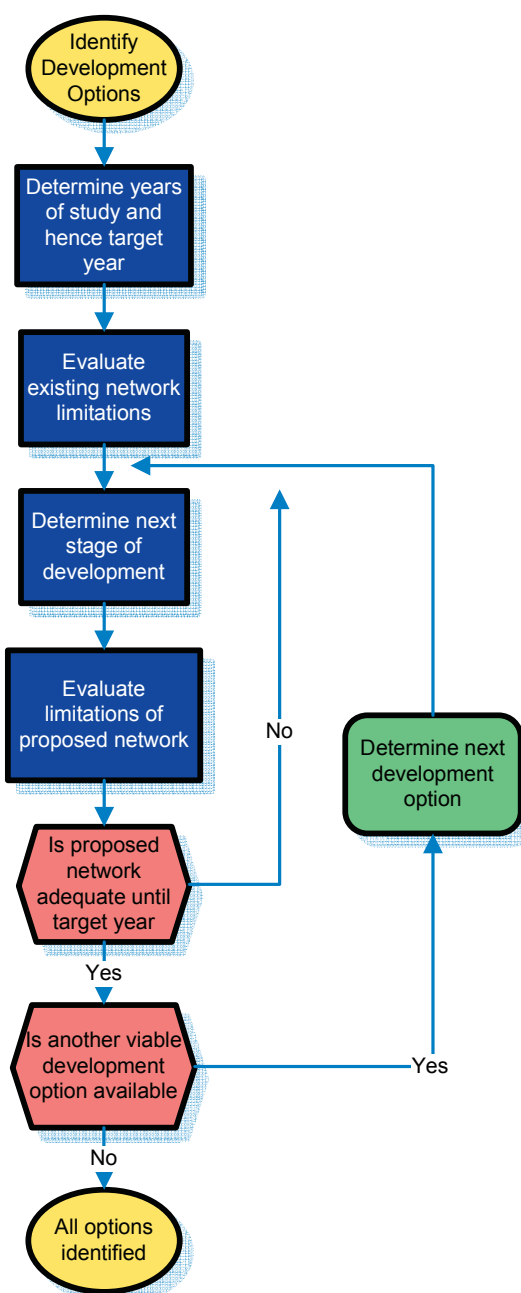 Identify
Development
Options
Determine years
of study and
hence target
year
Evaluate
existing network
limitations
Determine next
stage of
development
Evaluate
limitations of
proposed network
No
Determine next
development
option
Is proposed
network
adequate until
target year
Yes
Is another viable
development
option available
Yes
No
All options
identified